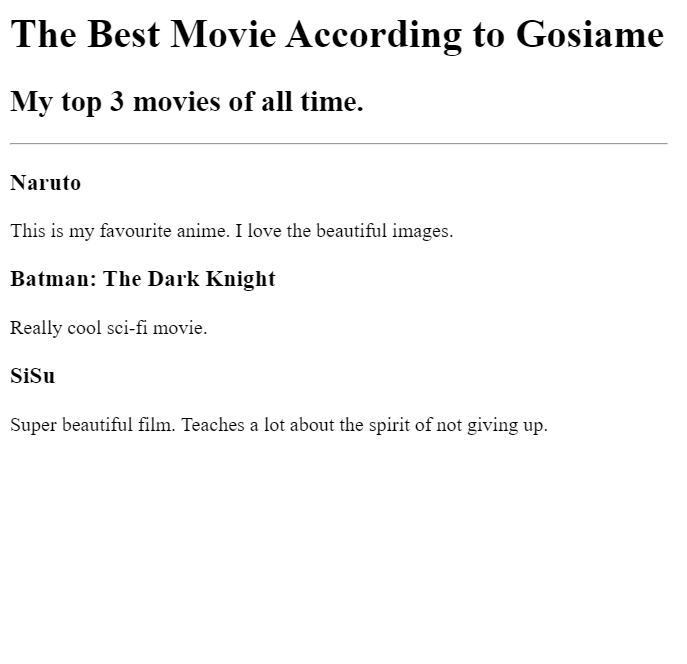 The Best Movie According to Gosiame
My top 3 movies of all time.
Naruto
This is my favourite anime. I love the beautiful images.
Batman: The Dark Knight
Really cool sci-fi movie.
SiSu
Super beautiful film. Teaches a lot about the spirit of not giving up.